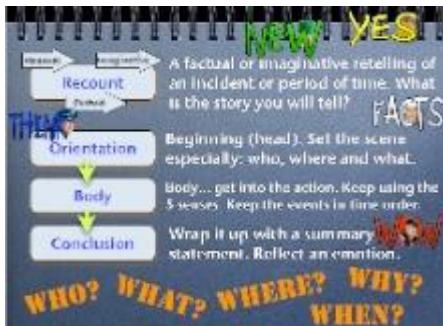 NEW YES
Recount
A factual or imaginative retelling of
an incident or period of time. What
is the story you will tell?
FACTS
THEME
Orientation
Beginning (head). Set the scene
especially: who, where and what.
Body
Body... get into the action. Keep using the
5 senses. Keep the events in time order.
Conclusion
Wrap it up with a summary
statement. Reflect an emotion.
WOW
WHO? WHAT? WHERE? WHY?
WHEN?